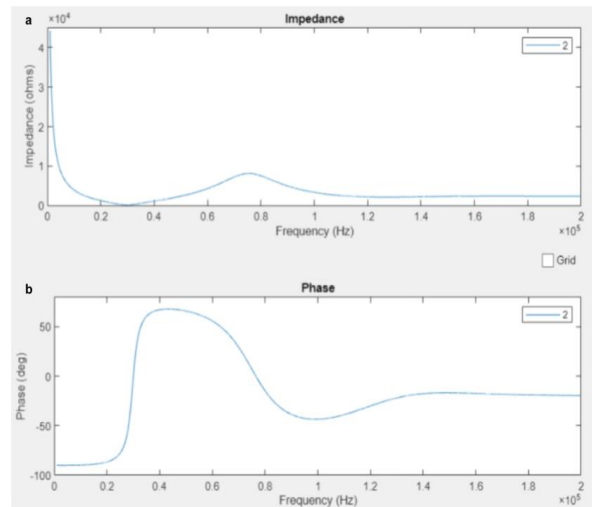 a
Impedance
×10⁴
2
4
3
2
1
0
Impedance (ohms)
0 0.2 0.4 0.6 0.8 1 1.2 1.4 1.6 1.8 2
Frequency (Hz)
×10⁵
Grid
b
Phase
2
50
0
-50
-100
Phase (deg)
0 0.2 0.4 0.6 0.8 1 1.2 1.4 1.6 1.8 2
Frequency (Hz)
×10⁵